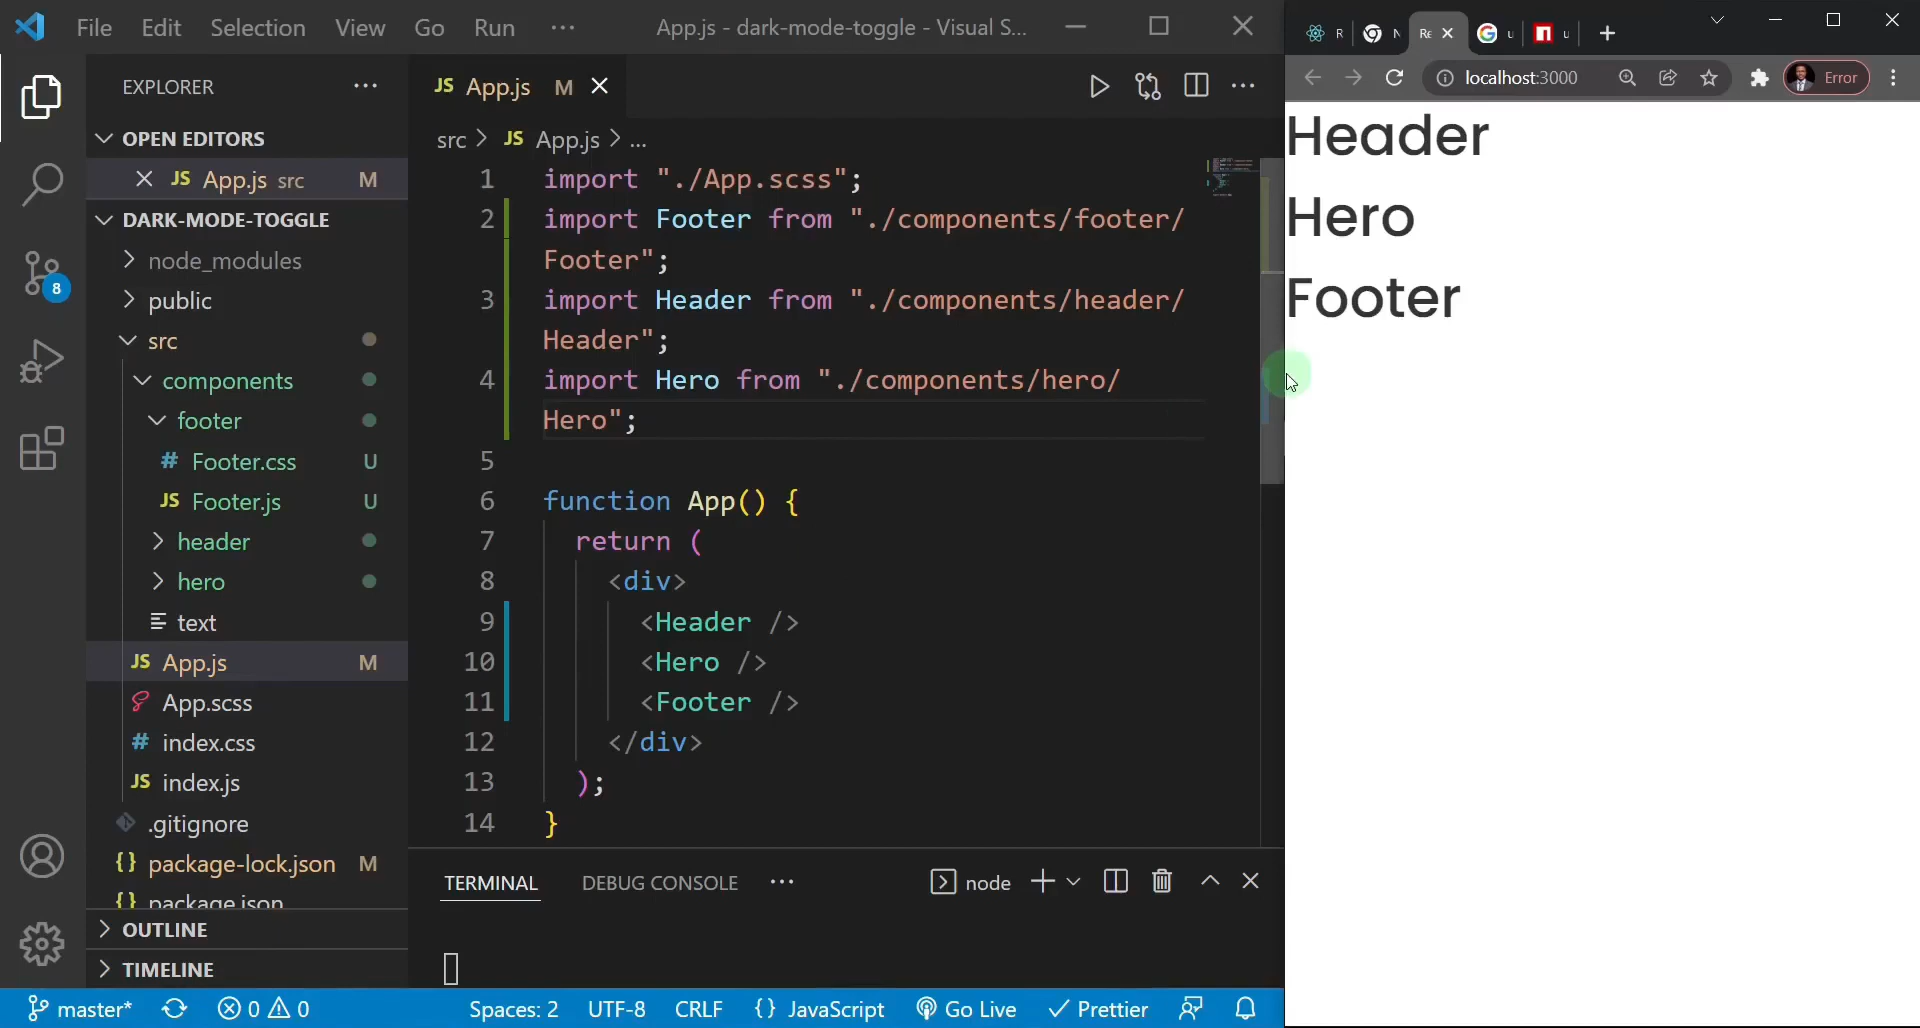 File Edit Selection View Go Run ··· App.js - dark-mode-toggle - Visual S...
EXPLORER ···
OPEN EDITORS
JS App.js src M
DARK-MODE-TOGGLE
node_modules
public
src
components
footer
# Footer.css U
JS Footer.js U
header
hero
text
JS App.js M
App.scss
# index.css
JS index.js
.gitignore
{} package-lock.json M
{} package.json
OUTLINE
TIMELINE
JS App.js M
src > JS App.js > ...
1 import "./App.scss";
2 import Footer from "./components/footer/
Footer";
3 import Header from "./components/header/
Header";
4 import Hero from "./components/hero/
Hero";
5
6 function App() {
7 return (
8 <div>
9 <Header />
10 <Hero />
11 <Footer />
12 </div>
13 );
14 }
TERMINAL DEBUG CONSOLE ··· node
8
master* 0 0 Spaces: 2 UTF-8 CRLF {} JavaScript Go Live Prettier
R N Re u n u
localhost:3000 Error
Header
Hero
Footer